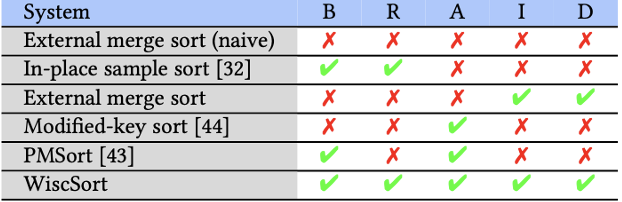 System B R A I D
External merge sort (naive) ✗ ✗ ✗ ✗ ✗
In-place sample sort [32] ✓ ✓ ✗ ✗ ✗
External merge sort ✗ ✗ ✗ ✓ ✓
Modified-key sort [44] ✗ ✗ ✓ ✗ ✗
PMSort [43] ✓ ✗ ✓ ✗ ✗
WiscSort ✓ ✓ ✓ ✓ ✓